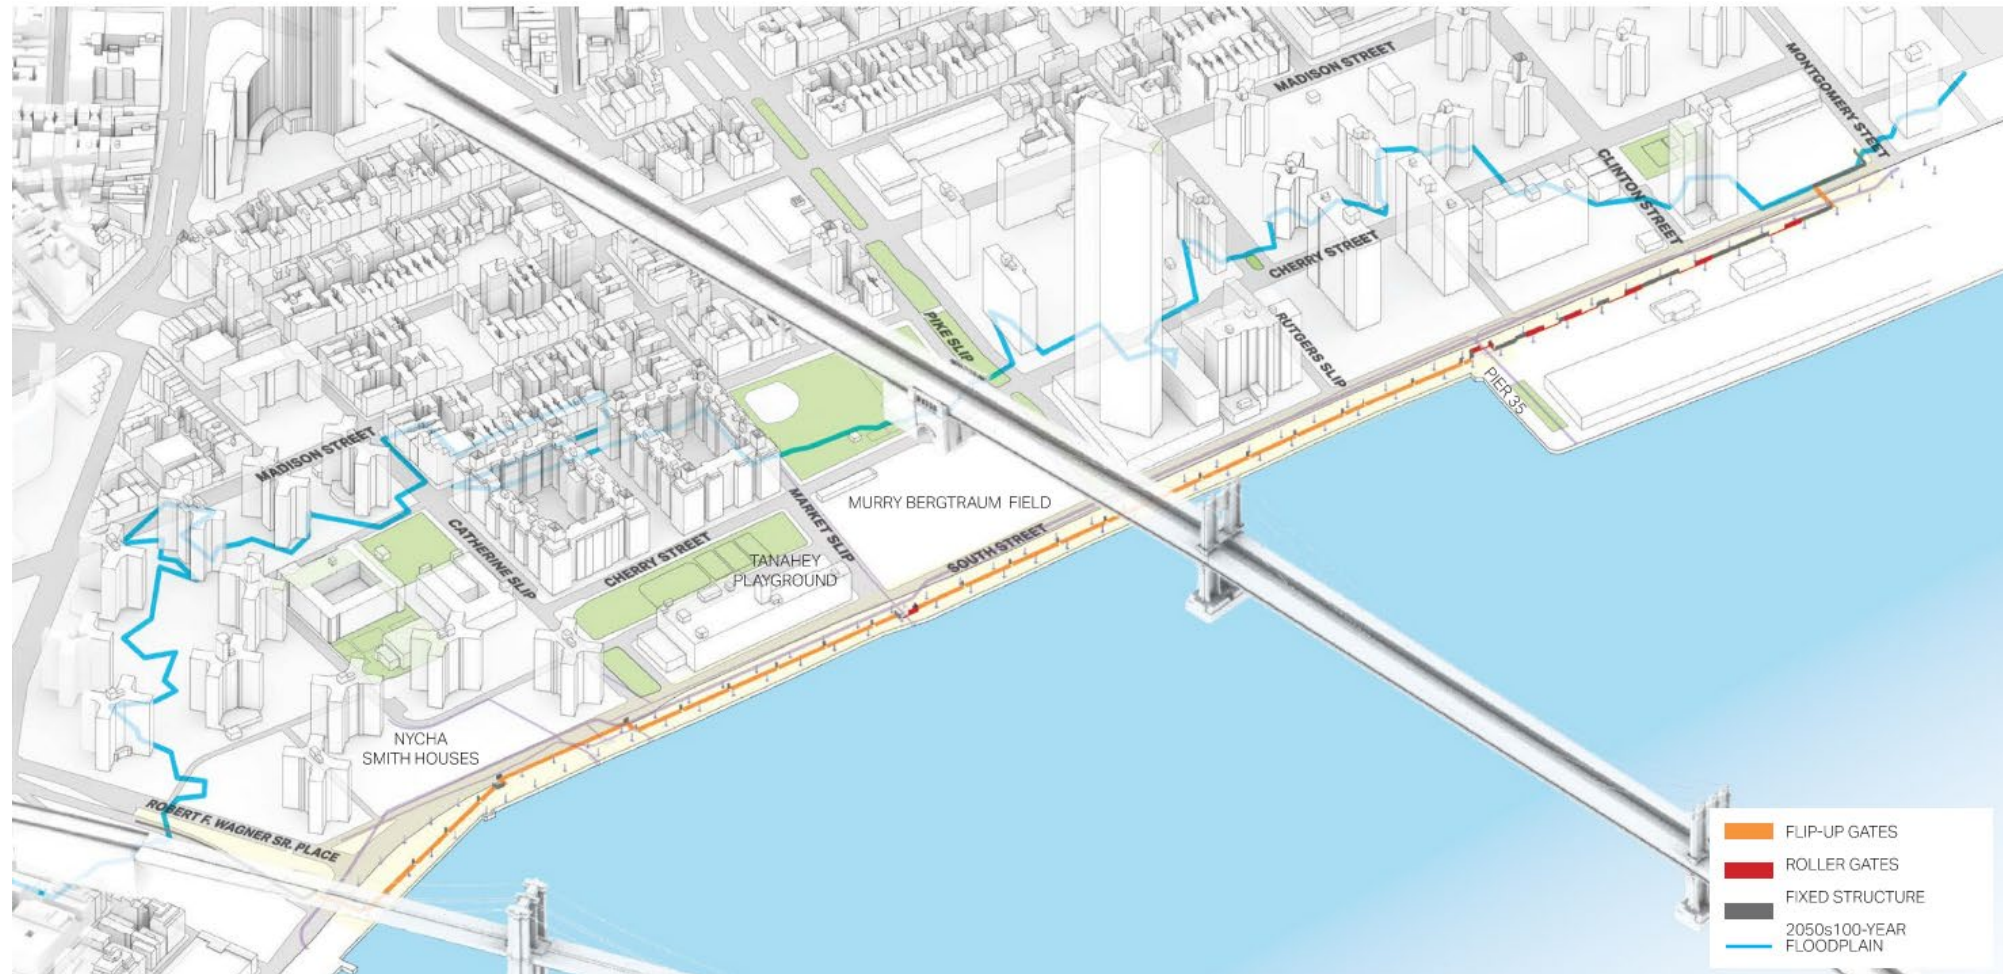 MADISON STREET
MONTGOMERY STREET
CLINTON STREET
CHERRY STREET
PIKE SLIP
RUTGERS SLIP
PIER 35
MADISON STREET
MURRY BERGTRAUM FIELD
MARKET SLIP
SOUTH STREET
CATHERINE SLIP
CHERRY STREET
TANAHEY
PLAYGROUND
NYCHA
SMITH HOUSES
ROBERT F. WAGNER SR. PLACE
FLIP-UP GATES
ROLLER GATES
FIXED STRUCTURE
2050s100-YEAR
FLOODPLAIN